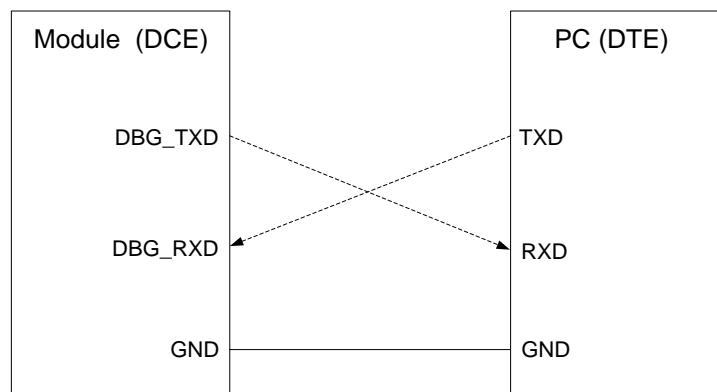 Module (DCE)
PC (DTE)
DBG_TXD
TXD
DBG_RXD
RXD
GND
GND